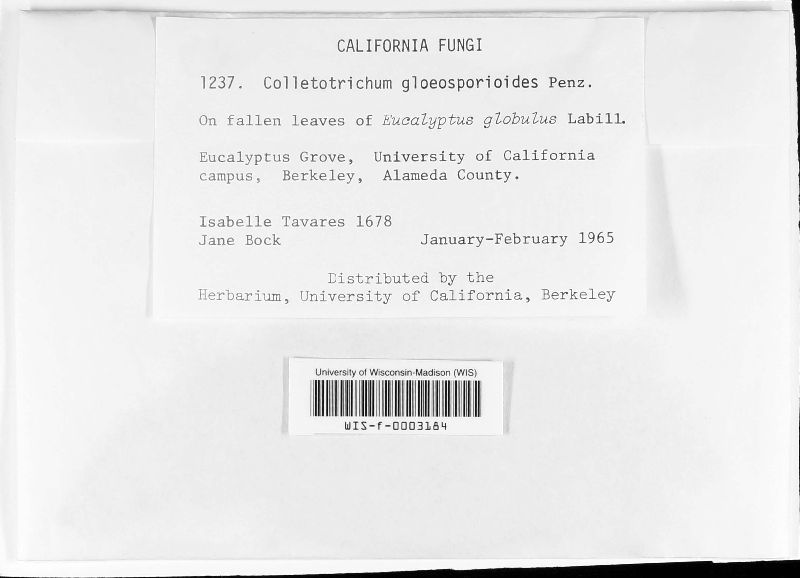 CALIFORNIA FUNGI
1237. Colletotrichum gloeosporioides Penz.
On fallen leaves of Eucalyptus globulus Labill.
Eucalyptus Grove, University of California
campus, Berkeley, Alameda County.
Isabelle Tavares 1678
Jane Bock January-February 1965
Distributed by the
Herbarium, University of California, Berkeley
University of Wisconsin-Madison (WIS)
WIS-f-0003184